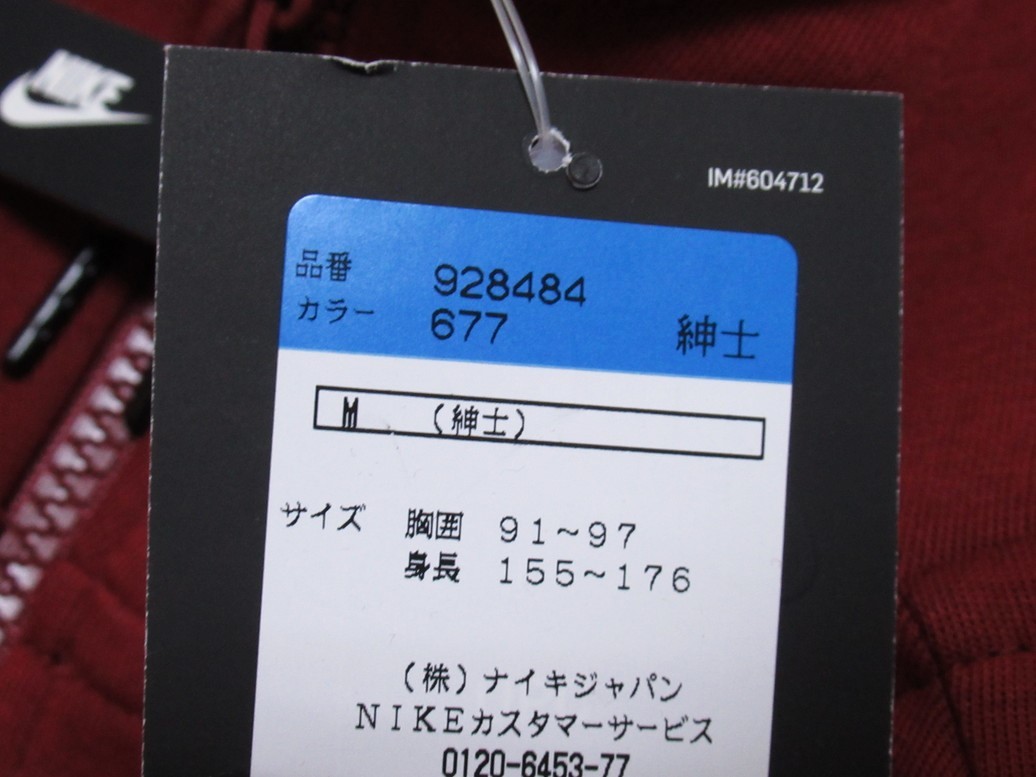 NIKE
IM#604712
品番 928484
カラー 677 紳士
M (紳士)
サイズ 胸囲 91~97
身長 155~176
(株)ナイキジャパン
NIKEカスタマーサービス
0120-6453-77